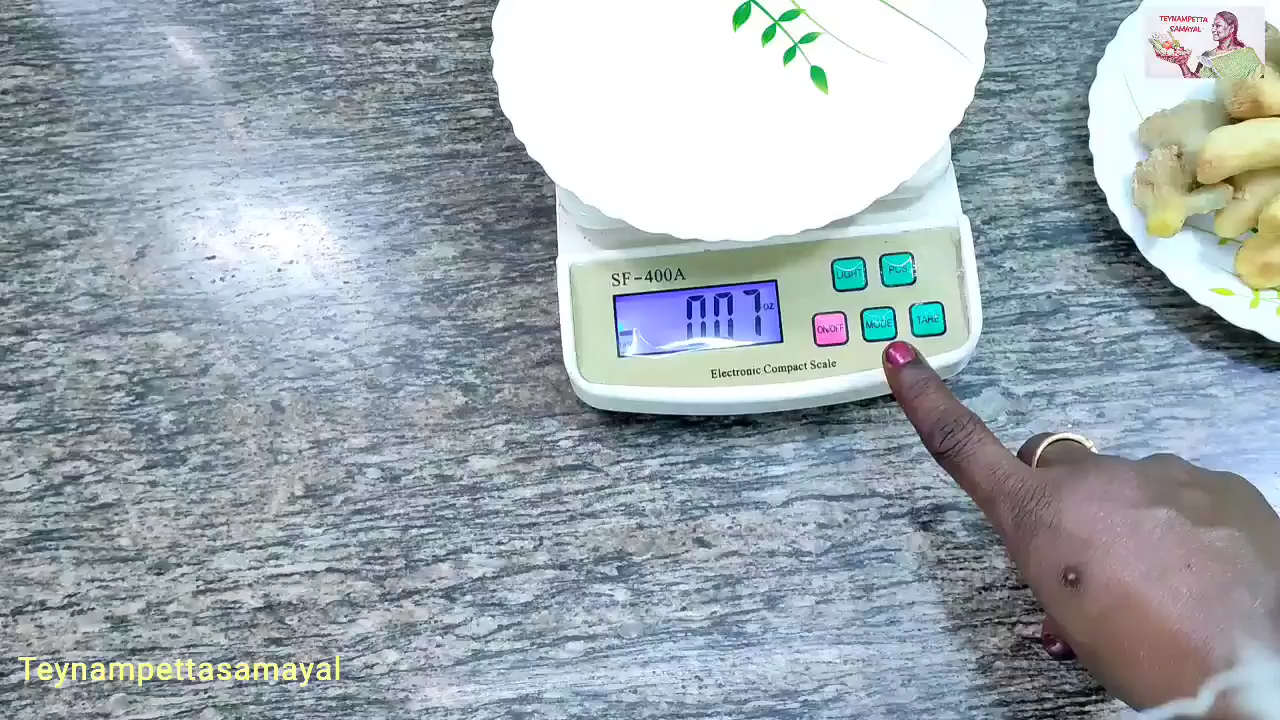 TEYNAMPETTA
SAMAYAL
SF-400A
LIGHT PCS
007 oz
ON/OFF MODE TARE
Electronic Compact Scale
Teynampettasamayal